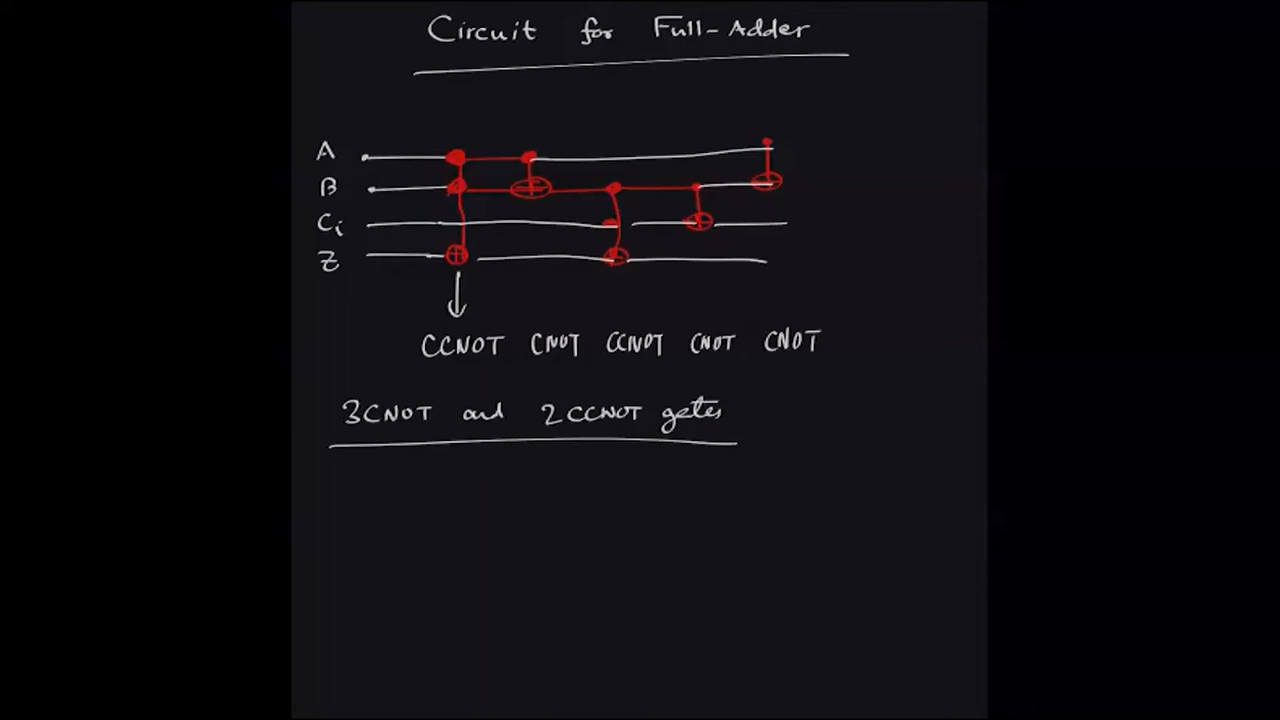 Circuit for Full-Adder
A
B
Ci
Z
CCNOT CNOT CCNOT CNOT CNOT
3CNOT and 2CCNOT gates